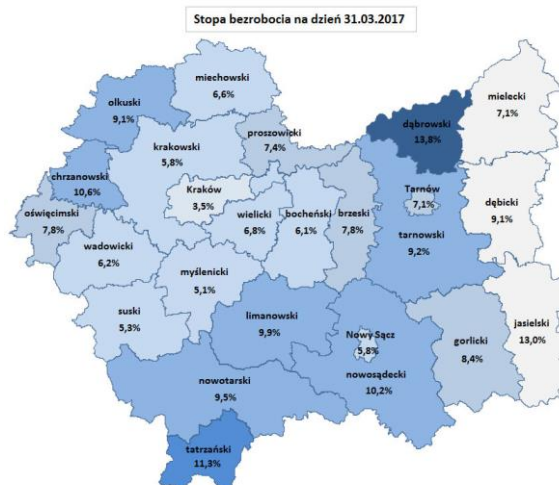 Stopa bezrobocia na dzień 31.03.2017
miechowski
6,6%
olkuski
9,1%
mielecki
7,1%
dąbrowski
13,8%
proszowicki
7,4%
krakowski
5,8%
chrzanowski
10,6%
Kraków
3,5%
Tarnów
7,1%
dębicki
9,1%
oświęcimski
7,8%
wielicki
6,8%
bocheński
6,1%
brzeski
7,8%
tarnowski
9,2%
wadowicki
6,2%
myślenicki
5,1%
suski
5,3%
limanowski
9,9%
Nowy Sącz
5,8%
gorlicki
8,4%
jasielski
13,0%
nowosądecki
10,2%
nowotarski
9,5%
tatrzański
11,3%